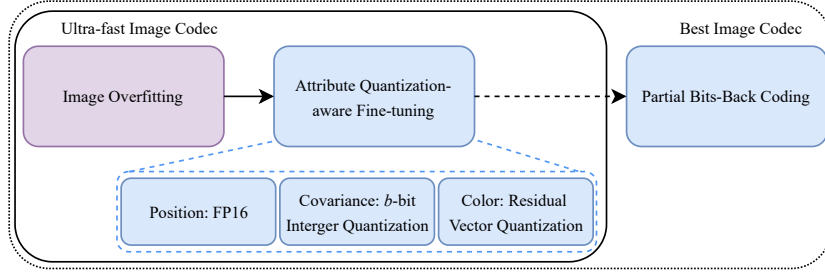 Ultra-fast Image Codec
Best Image Codec
Image Overfitting
Attribute Quantization-
aware Fine-tuning
Partial Bits-Back Coding
Position: FP16
Covariance: b-bit
Interger Quantization
Color: Residual
Vector Quantization